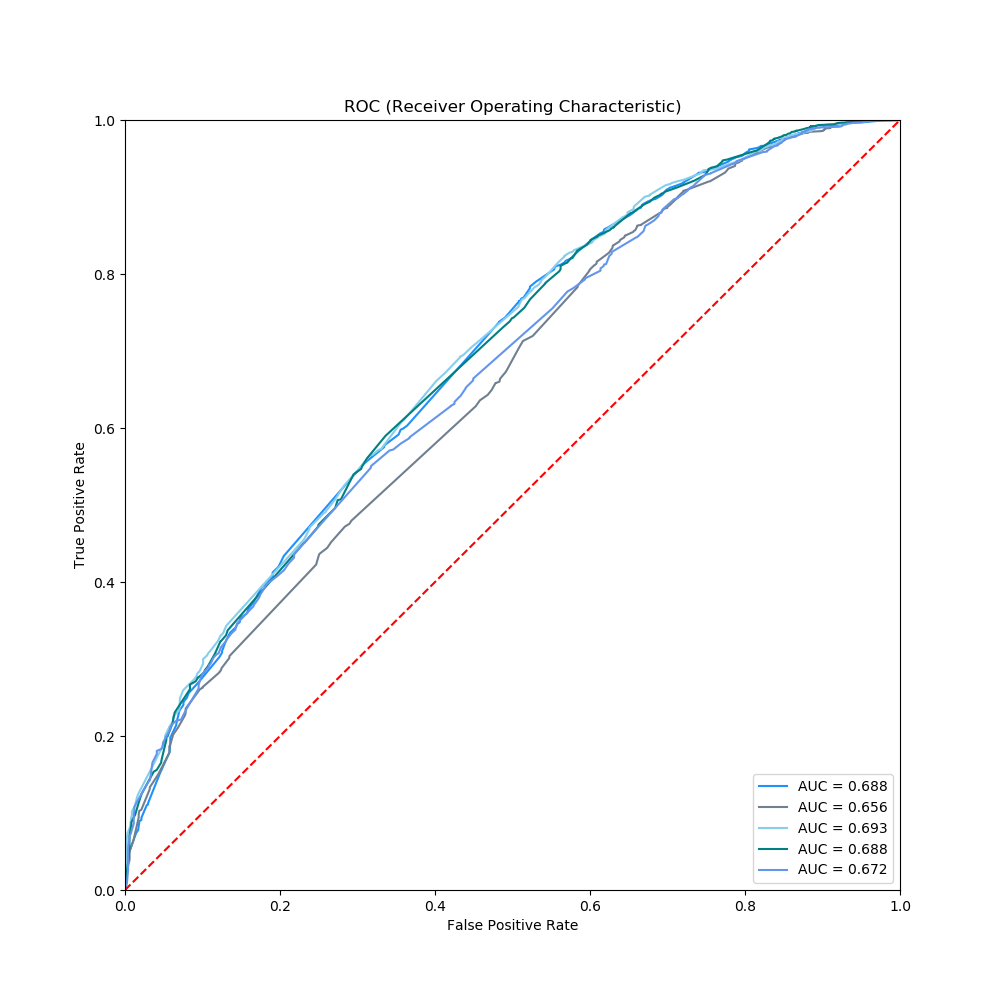 ROC (Receiver Operating Characteristic)
1.0
0.8
0.6
0.4
0.2
0.0
True Positive Rate
0.0 0.2 0.4 0.6 0.8 1.0
False Positive Rate
AUC = 0.688
AUC = 0.656
AUC = 0.693
AUC = 0.688
AUC = 0.672